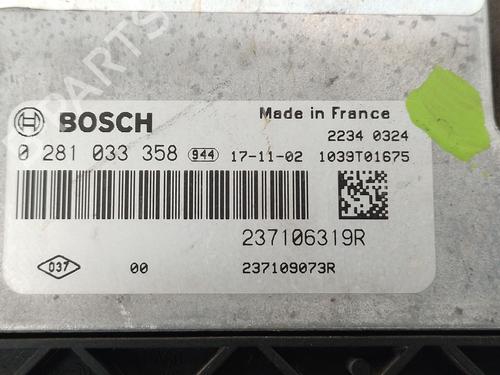 BOSCH Made in France
2234 0324
0 281 033 358 944 17-11-02 1039T01675
237106319R
037 00 237109073R
PARTS